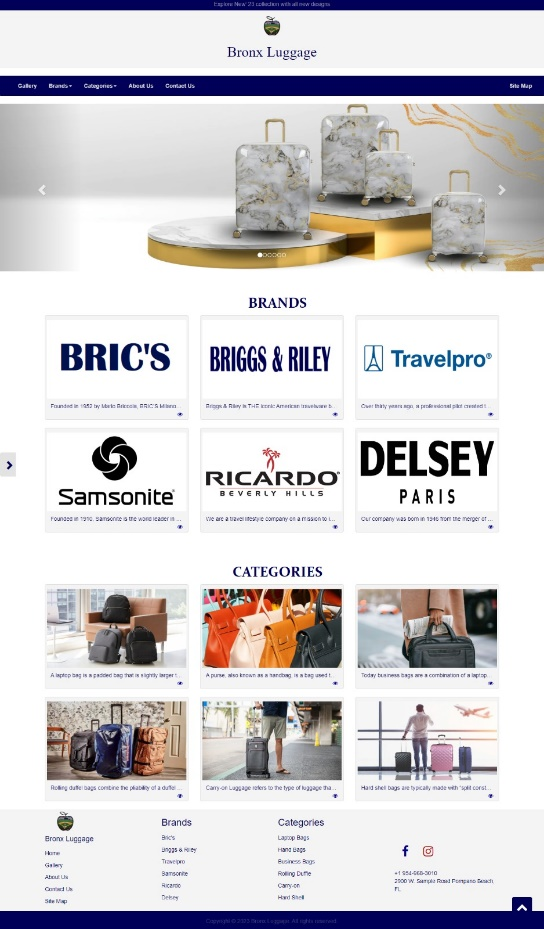 Explore New '23 collection with all new designs
Bronx Luggage
Gallery Brands Categories About Us Contact Us Site Map
BRANDS
BRIC'S
BRIGGS & RILEY
Travelpro®
Founded in 1952 by Mario Briccola, BRIC'S Milano...
Briggs & Riley is THE iconic American travelware b...
Over thirty years ago, a professional pilot created t...
Samsonite
RICARDO
BEVERLY HILLS
DELSEY
PARIS
Founded in 1910, Samsonite is the world leader in ...
We are a travel lifestyle company on a mission to i...
Our company was born in 1946 from the merger of ...
CATEGORIES
A laptop bag is a padded bag that is slightly larger t...
A purse, also known as a handbag, is a bag used t...
Today business bags are a combination of a laptop...
Rolling duffel bags combine the pliability of a duffel ...
Carry-on Luggage refers to the type of luggage tha...
Hard shell bags are typically made with "split const...
Bronx Luggage
Home
Gallery
About Us
Contact Us
Site Map
Brands
Bric's
Briggs & Riley
Travelpro
Samsonite
Ricardo
Delsey
Categories
Laptop Bags
Hand Bags
Business Bags
Rolling Duffle
Carry-on
Hard Shell
+1 954-968-3010
2900 W. Sample Road Pompano Beach,
FL
Copyright © 2023 Bronx Luggage. All rights reserved.